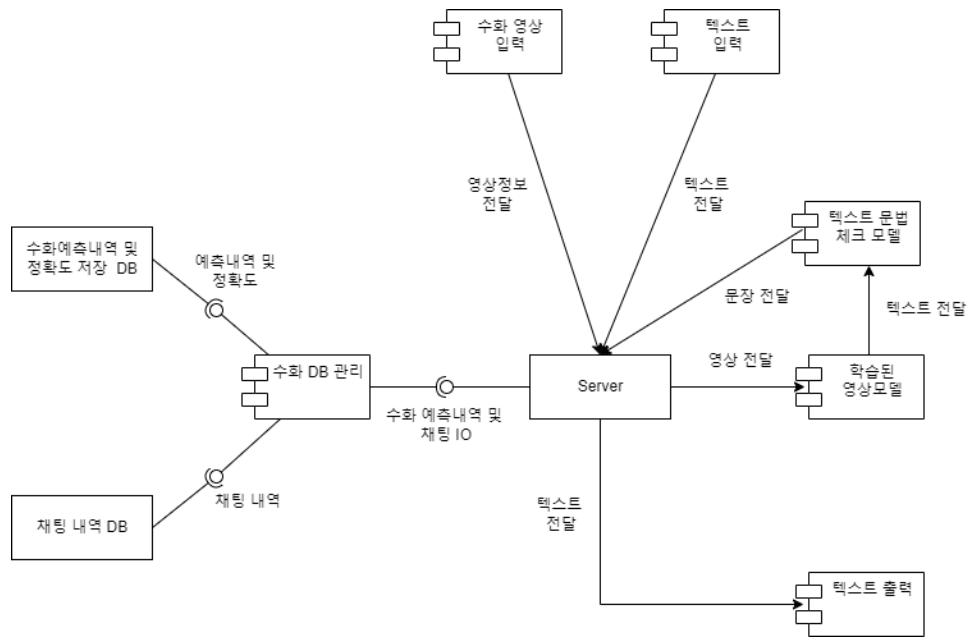 수화 영상
입력
텍스트
입력
영상정보
전달
텍스트
전달
텍스트 문법
체크 모델
수화예측내역 및
정확도 저장 DB
예측내역 및
정확도
문장 전달
텍스트 전달
수화 DB 관리
Server
영상 전달
학습된
영상모델
수화 예측내역 및
채팅 IO
채팅 내역
채팅 내역 DB
텍스트
전달
텍스트 출력